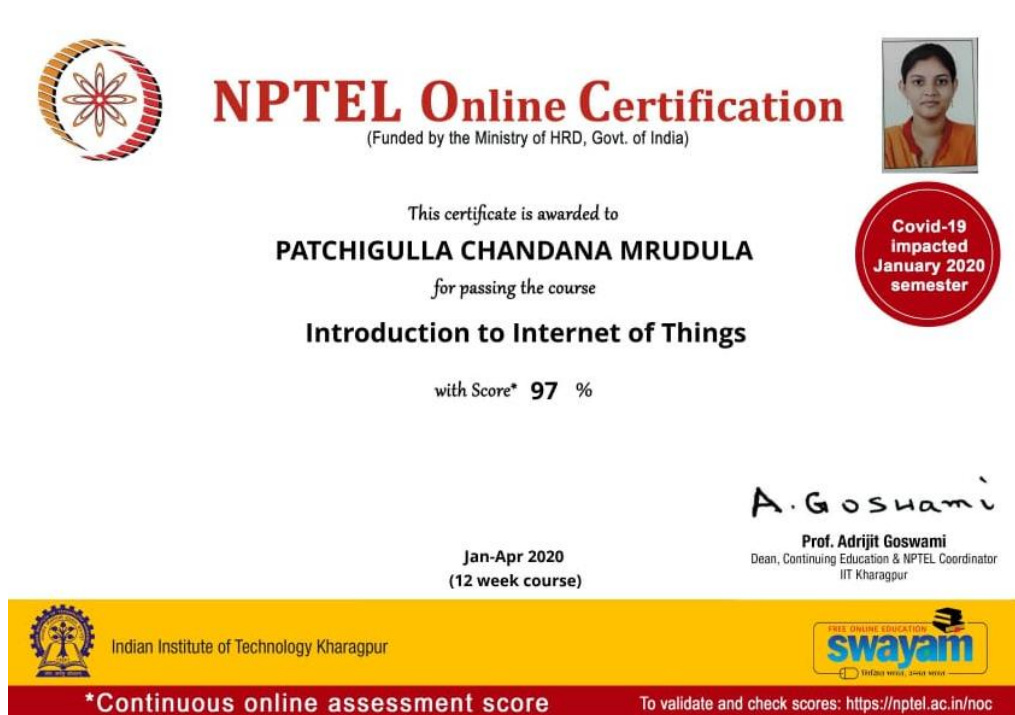 NPTEL Online Certification
(Funded by the Ministry of HRD, Govt. of India)
This certificate is awarded to
PATCHIGULLA CHANDANA MRUDULA
for passing the course
Introduction to Internet of Things
with Score* 97 %
Covid-19
impacted
January 2020
semester
A. Goswami
Prof. Adrijit Goswami
Dean, Continuing Education & NPTEL Coordinator
IIT Kharagpur
Jan-Apr 2020
(12 week course)
Indian Institute of Technology Kharagpur
FREE ONLINE EDUCATION
swayam
शिक्षित भारत, उन्नत भारत
*Continuous online assessment score
To validate and check scores: https://nptel.ac.in/noc